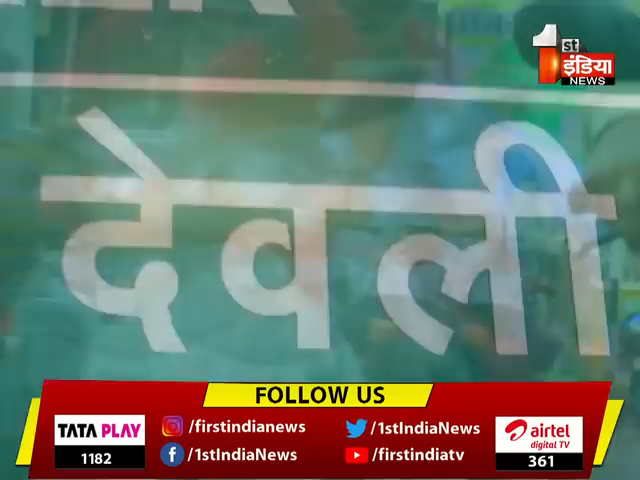 1st
इंडिया
NEWS
देवली
FOLLOW US
TATA PLAY
1182
/firstindianews
/1stIndiaNews
/1stIndiaNews
/firstindiatv
airtel
digital TV
361